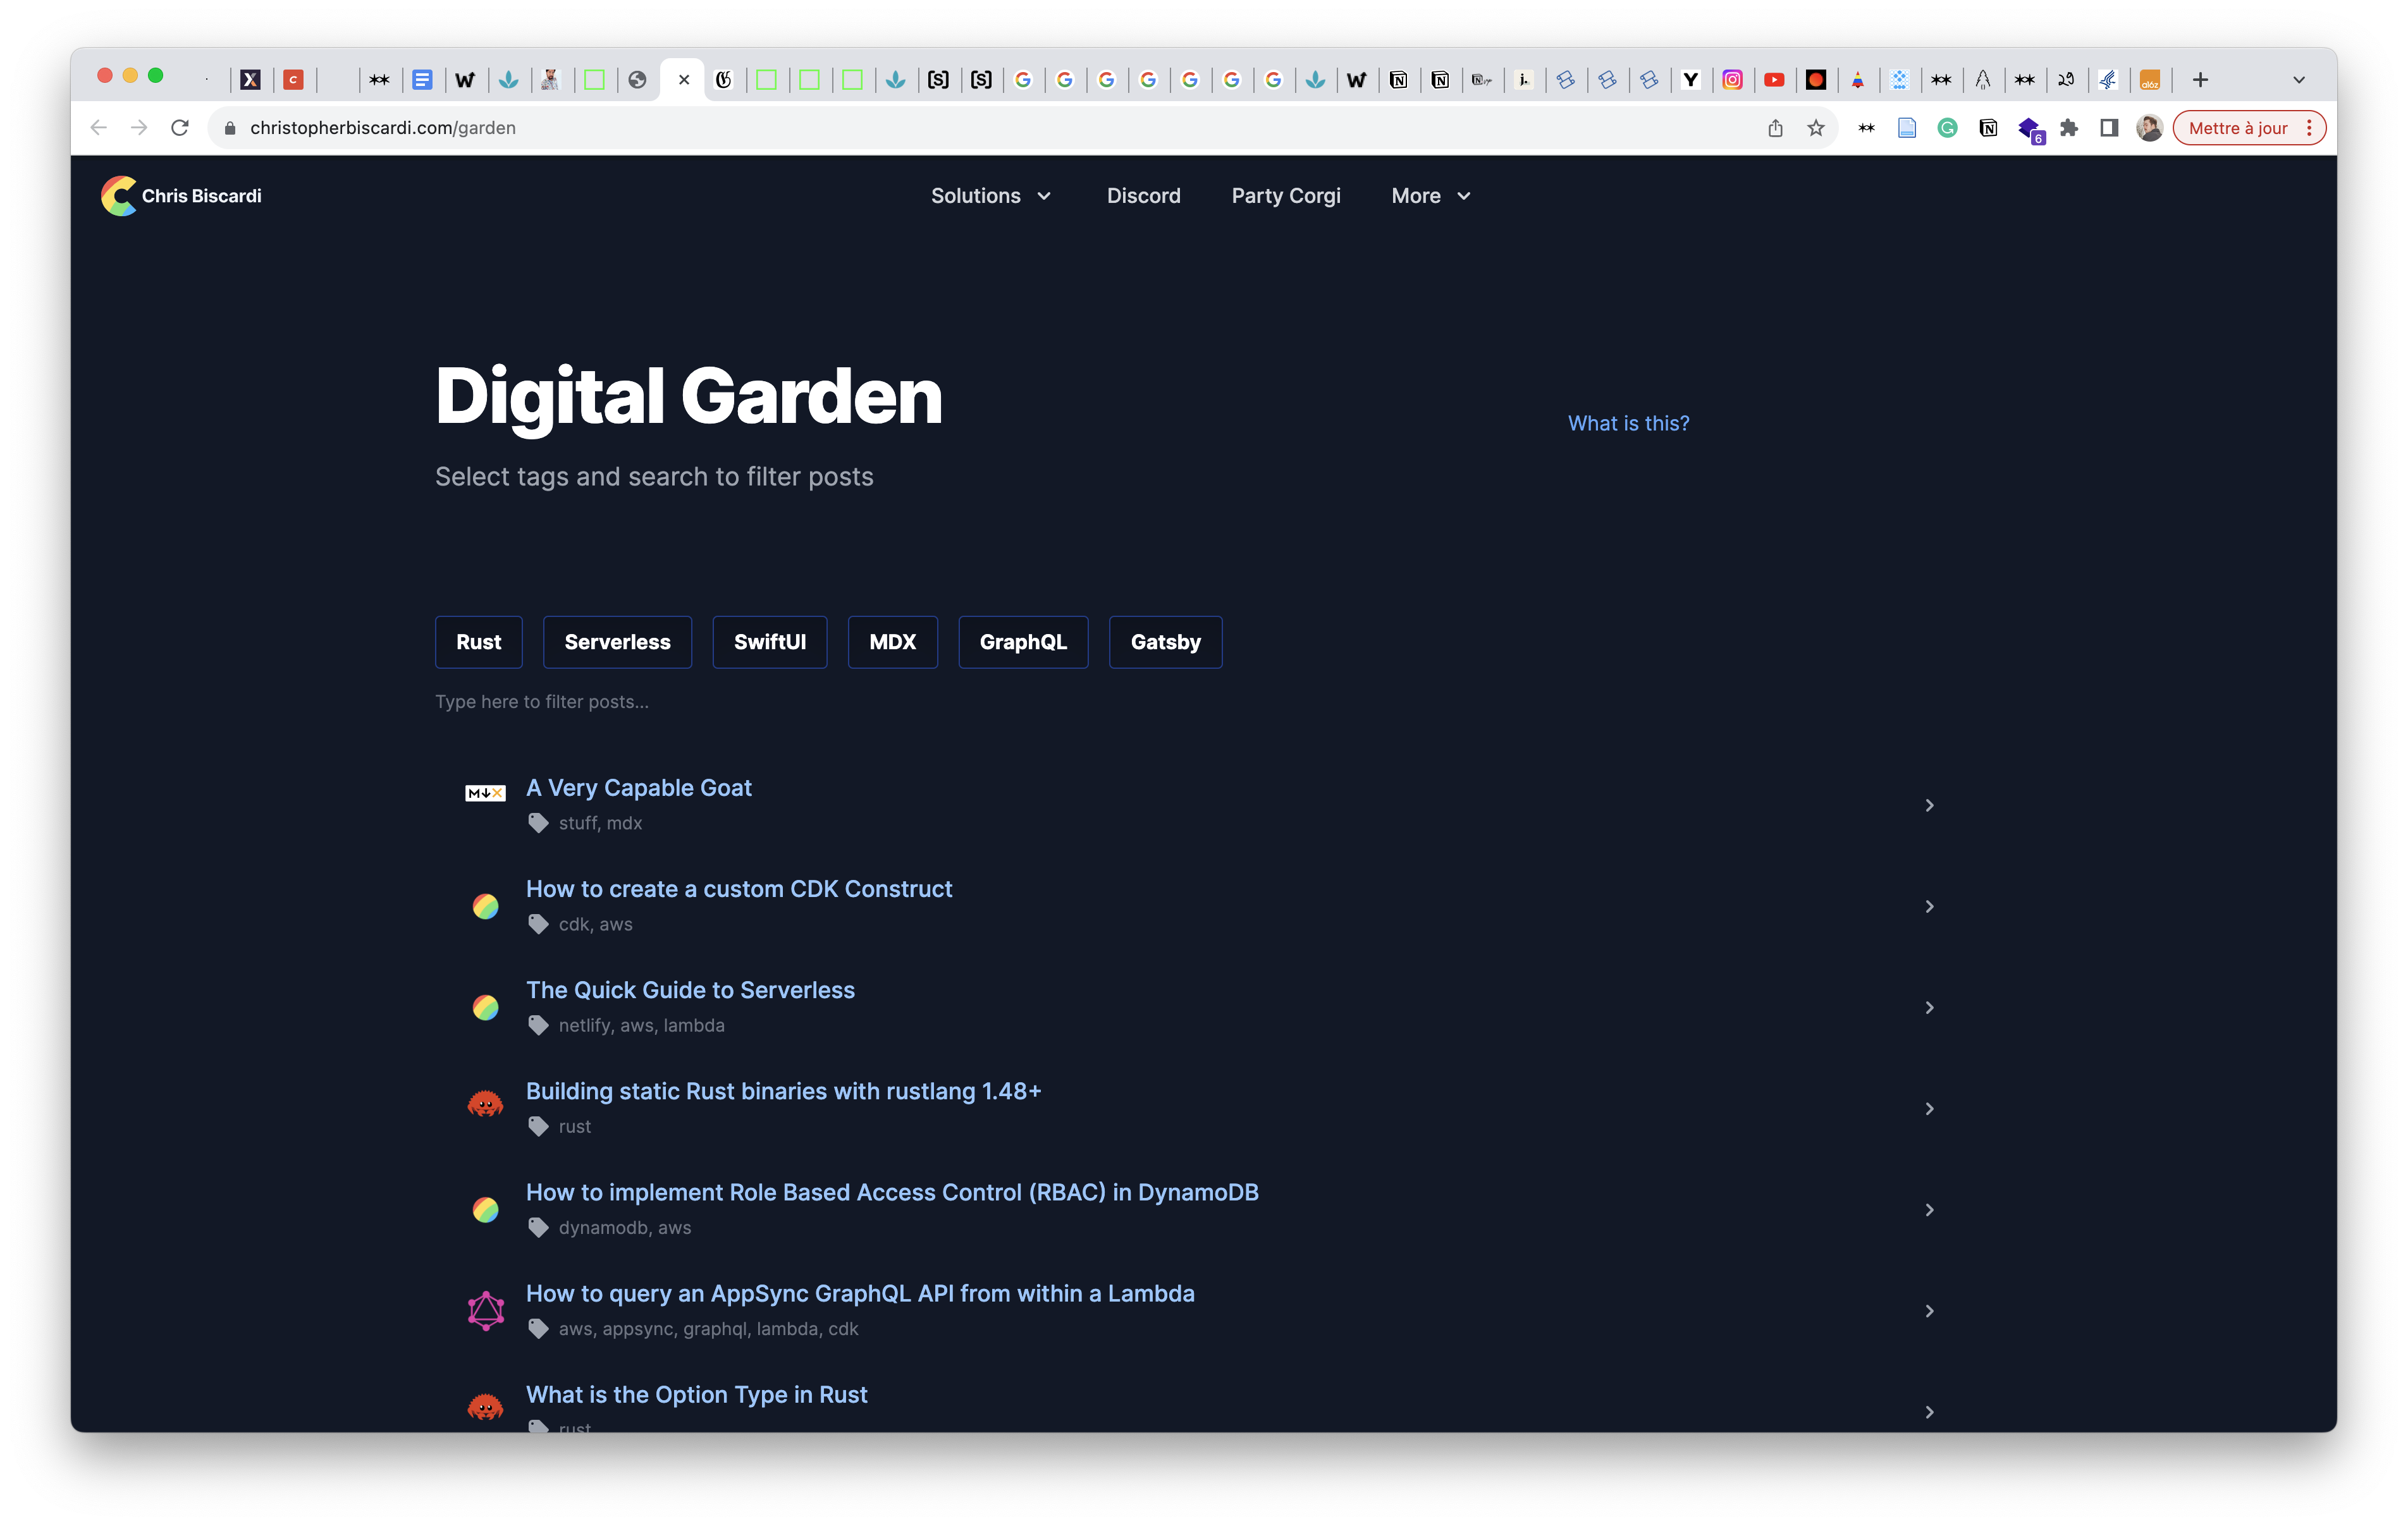 christopherbiscardi.com/garden
6
Mettre à jour
Chris Biscardi
Solutions
Discord
Party Corgi
More
Digital Garden
What is this?
Select tags and search to filter posts
Rust
Serverless
SwiftUI
MDX
GraphQL
Gatsby
Type here to filter posts...
A Very Capable Goat
stuff, mdx
How to create a custom CDK Construct
cdk, aws
The Quick Guide to Serverless
netlify, aws, lambda
Building static Rust binaries with rustlang 1.48+
rust
How to implement Role Based Access Control (RBAC) in DynamoDB
dynamodb, aws
How to query an AppSync GraphQL API from within a Lambda
aws, appsync, graphql, lambda, cdk
What is the Option Type in Rust
rust